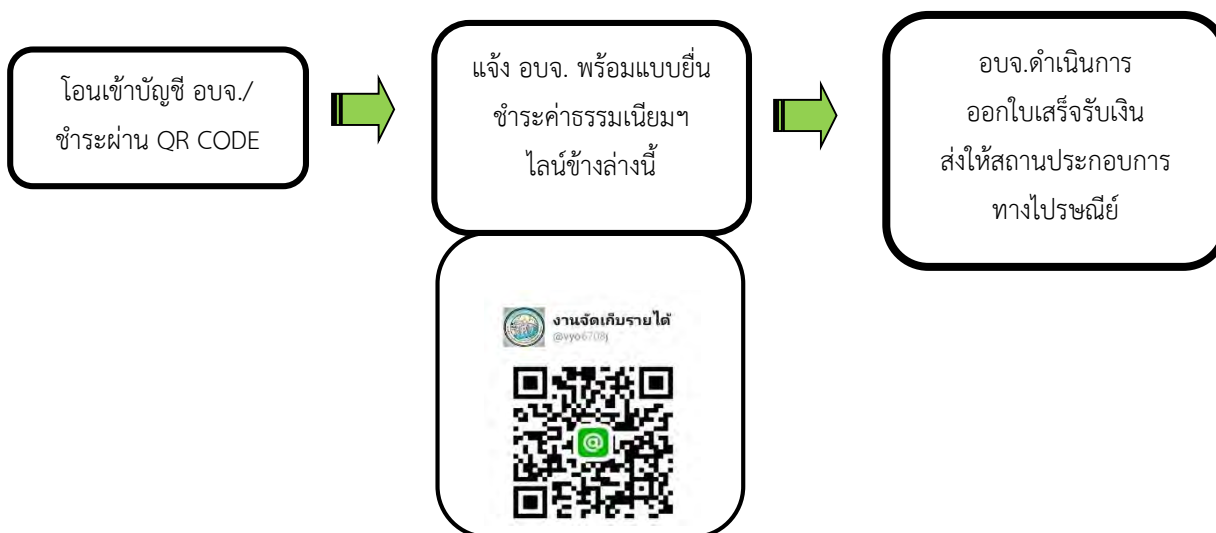 โอนเข้าบัญชี อบจ./
ชำระผ่าน QR CODE
แจ้ง อบจ. พร้อมแบบยื่น
ชำระค่าธรรมเนียมฯ
ไลน์ข้างล่างนี้
อบจ.ดำเนินการ
ออกใบเสร็จรับเงิน
ส่งให้สถานประกอบการ
ทางไปรษณีย์
งานจัดเก็บรายได้
@vyo6708j